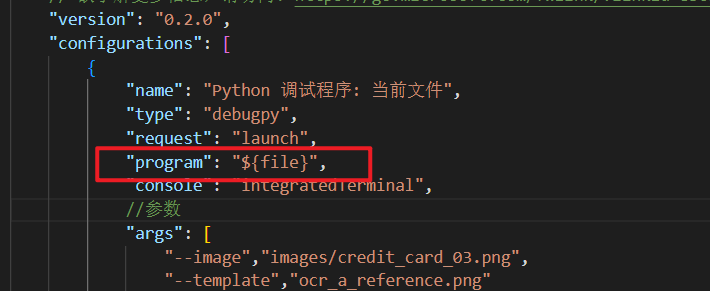 "version": "0.2.0",
"configurations": [
{
"name": "Python 调试程序: 当前文件",
"type": "debugpy",
"request": "launch",
"program": "${file}",
"console": "integratedTerminal",
//参数
"args": [
"--image","images/credit_card_03.png",
"--template","ocr_a_reference.png"